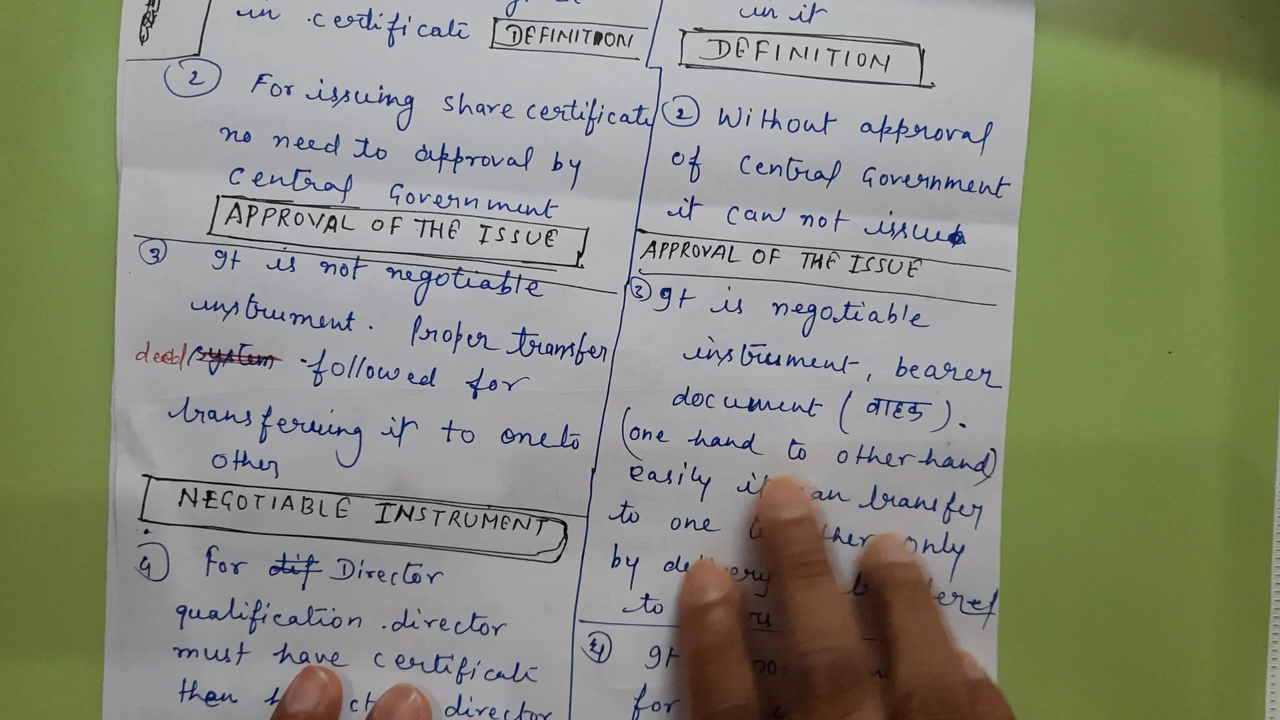 in certificate DEFINITION
2 For issuing share certificate
no need to approval by
Central Government
APPROVAL OF THE ISSUE
3 It is not negotiable
instrument. Proper transfer
deed system followed for
transferring it to one to
other
NEGOTIABLE INSTRUMENT
4 For dif Director
qualification director
must have certificate
then director
in it
DEFINITION
2 Without approval
of Central Government
it can not issue
APPROVAL OF THE ISSUE
3 It is negotiable
instrument, bearer
document (वाहक).
(one hand to other hand)
easily it can transfer
to one only
by
to
4 It
for